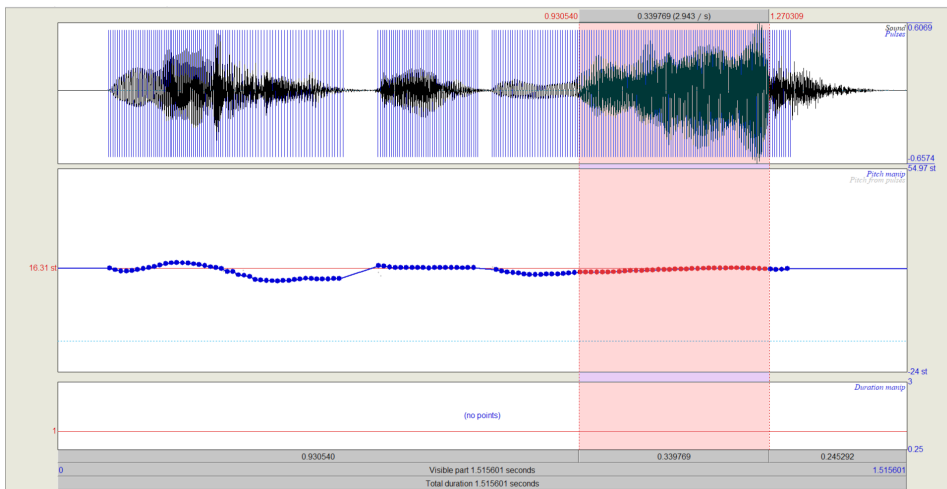 0.930540 0.339769 (2.943 / s) 1.270309
Sound 0.6069
Pulses
-0.6574
54.97 st
Pitch manip
Pitch from pulses
16.31 st
-24 st
3
Duration manip
(no points)
1
0.25
0.930540 0.339769 0.245292
0 Visible part 1.515601 seconds 1.515601
Total duration 1.515601 seconds